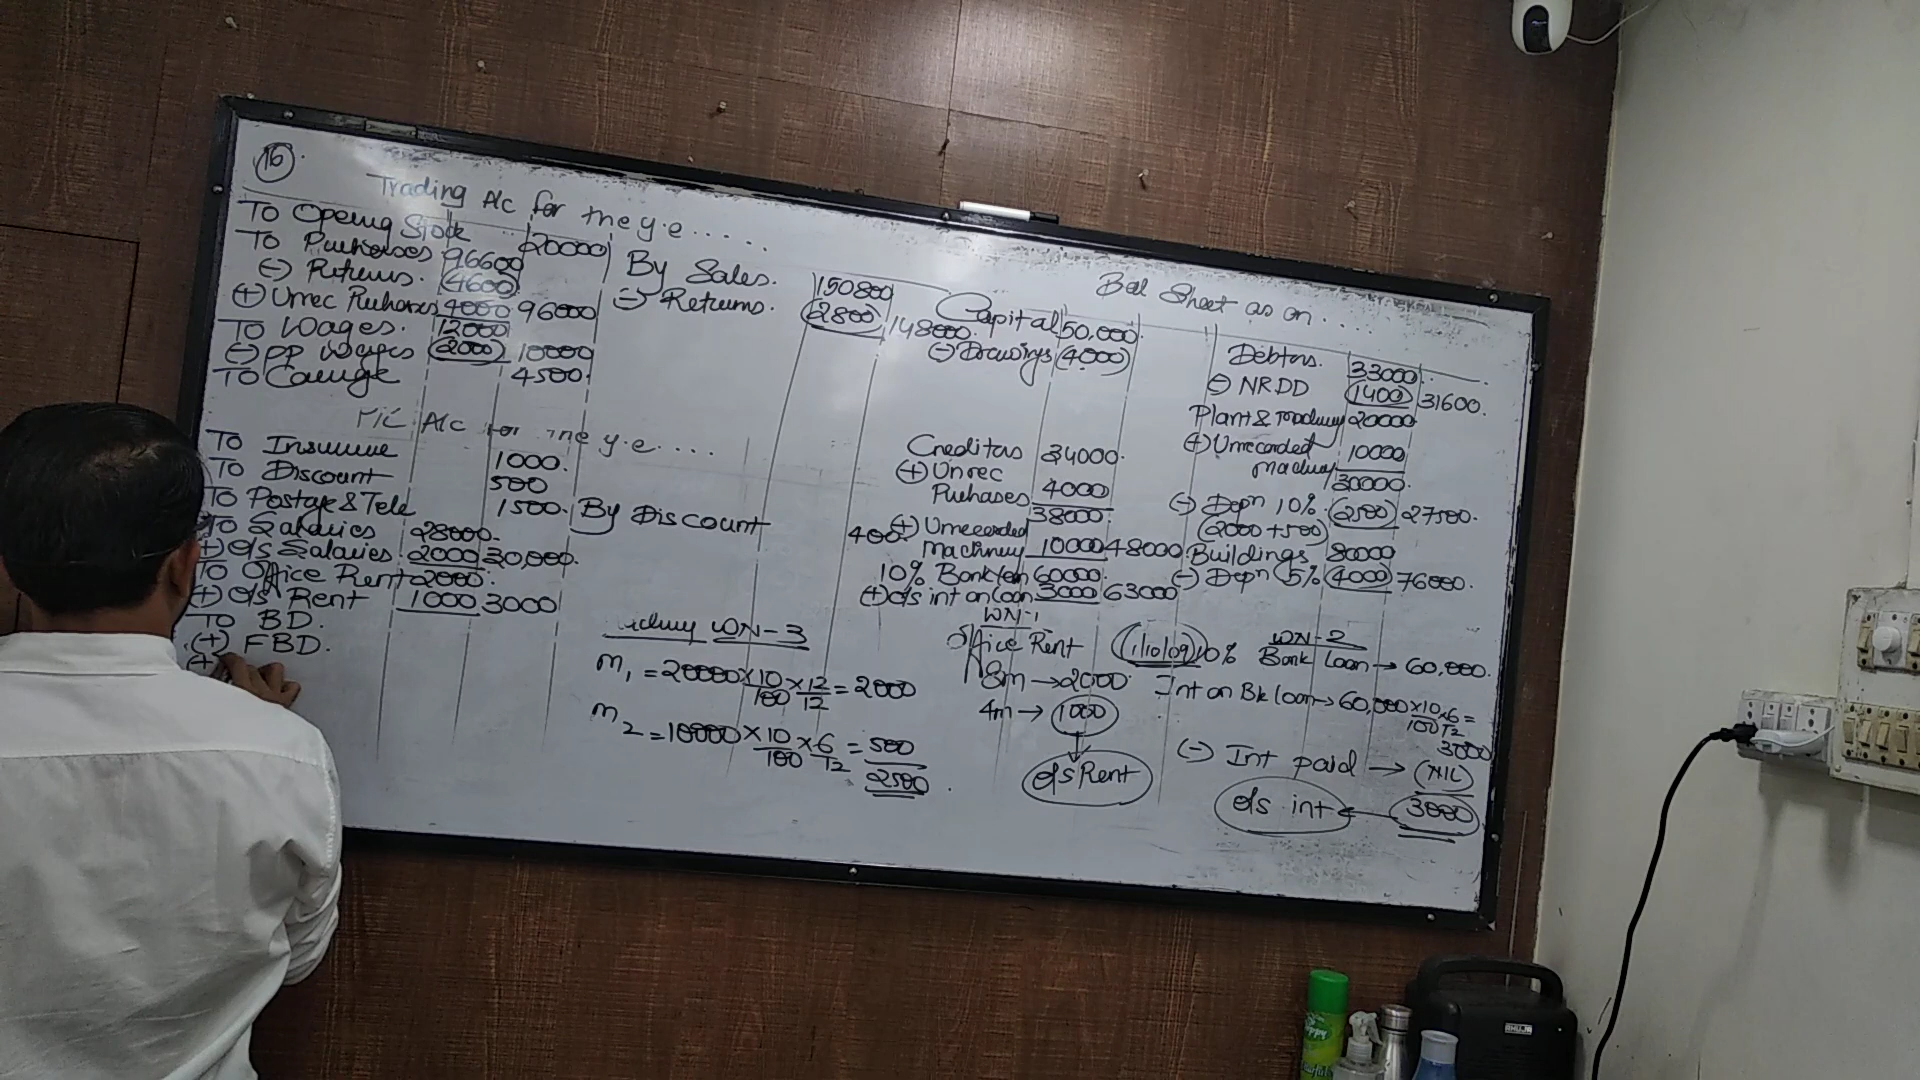 16
Trading A/c for the y.e.....
To Opening Stock 20000
To Purchases 96600
(-) Returns. (4600)
(+) Unrec Purchases 4000 96000
To Wages. 12000
(-) PP Wages (2000) 10000
To Carriage 4500.
By Sales. 150800
(-) Returns. (2800) 148000.
A/c for the y.e....
To Insurance 1000.
To Discount 500
To Postage & Tele 1500.
To Salaries 28000.
(+) O/s Salaries 2000 30,000.
To Office Rent 2000.
(+) O/s Rent 1000 3000
To BD.
(+) FBD.
(+)
By Discount 400.
Bal Sheet as on.....
Capital 50,000
(-) Drawings (4000)
Creditors 34000.
(+) Unrec
Purchases 4000
38000
(+) Unrecorded
Machinery 10000 48000
10% Bank loan 60000.
(+) o/s int on loan 3000 63000
Debtors. 33000
(-) NRDD (1400) 31600.
Plant & Machinery 20000
(+) Unrecorded
Machinery 10000
30000.
(-) Depn 10%. (2500) 27500.
(2000 + 500)
Buildings 80000
(-) Depn (5%) (4000) 76000.
WN-3
M1 = 20000 × 10/100 × 12/12 = 2000
M2 = 10000 × 10/100 × 6/12 = 500
2500
WN-1
Office Rent
8m → 2000
4m → 1000
O/s Rent
WN-2
(1/10/09) 10% Bank loan → 60,000.
Int on Bk loan → 60,000 × 10/100 × 6/12 =
3000
(-) Int paid → (NIL)
o/s int ← 3000
AHUJA